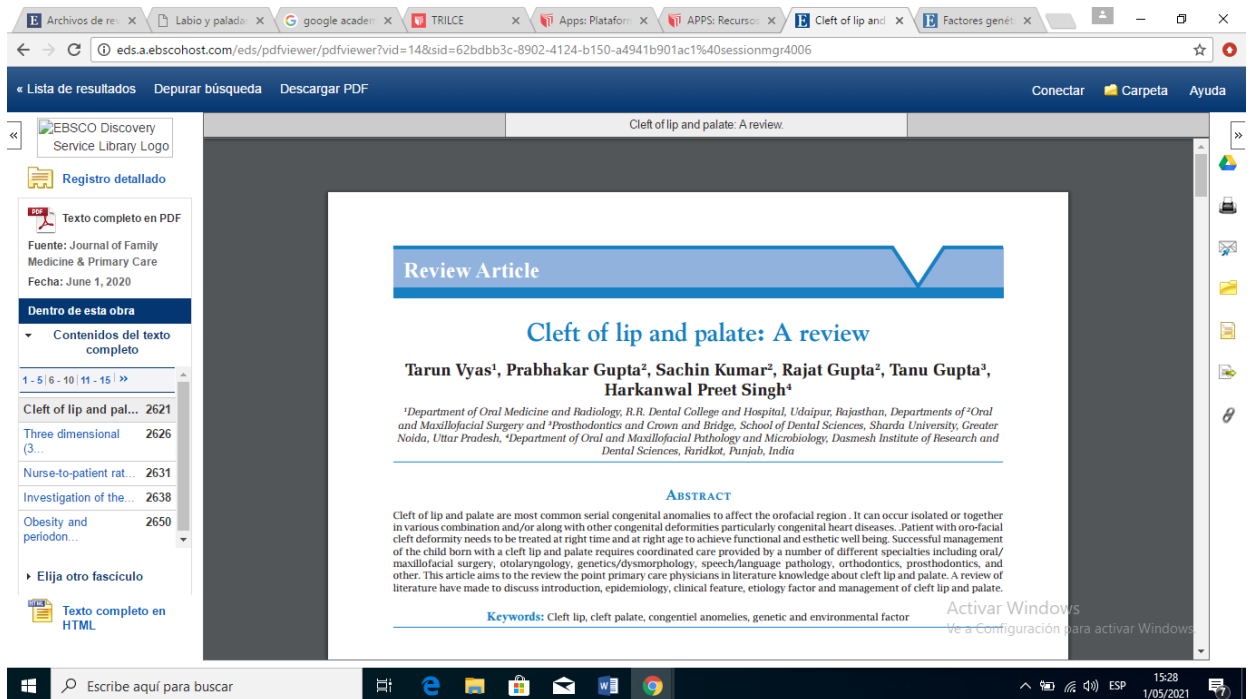 Archivos de rev
Labio y paladar
google academ
TRILCE
Apps: Plataform
APPS: Recursos
Cleft of lip and
Factores genéti
eds.a.ebscohost.com/eds/pdfviewer/pdfviewer?vid=14&sid=62bdbb3c-8902-4124-b150-a4941b901ac1%40sessionmgr4006
« Lista de resultados Depurar búsqueda Descargar PDF
Conectar Carpeta Ayuda
EBSCO Discovery
Service Library Logo
Registro detallado
PDF
Texto completo en PDF
Fuente: Journal of Family
Medicine & Primary Care
Fecha: June 1, 2020
Dentro de esta obra
Contenidos del texto
completo
1 - 5 | 6 - 10 | 11 - 15 | »
Cleft of lip and pal... 2621
Three dimensional 2626
(3...
Nurse-to-patient rat... 2631
Investigation of the... 2638
Obesity and 2650
periodon...
Elija otro fascículo
HTML
Texto completo en
HTML
Cleft of lip and palate: A review.
Review Article
Cleft of lip and palate: A review
Tarun Vyas¹, Prabhakar Gupta², Sachin Kumar², Rajat Gupta², Tanu Gupta³,
Harkanwal Preet Singh⁴
¹Department of Oral Medicine and Radiology, R.R. Dental College and Hospital, Udaipur, Rajasthan, Departments of ²Oral
and Maxillofacial Surgery and ³Prosthodontics and Crown and Bridge, School of Dental Sciences, Sharda University, Greater
Noida, Uttar Pradesh, ⁴Department of Oral and Maxillofacial Pathology and Microbiology, Dasmesh Institute of Research and
Dental Sciences, Faridkot, Punjab, India
ABSTRACT
Cleft of lip and palate are most common serial congenital anomalies to affect the orofacial region . It can occur isolated or together
in various combination and/or along with other congenital deformities particularly congenital heart diseases. .Patient with oro-facial
cleft deformity needs to be treated at right time and at right age to achieve functional and esthetic well being. Successful management
of the child born with a cleft lip and palate requires coordinated care provided by a number of different specialties including oral/
maxillofacial surgery, otolaryngology, genetics/dysmorphology, speech/language pathology, orthodontics, prosthodontics, and
other. This article aims to the review the point primary care physicians in literature knowledge about cleft lip and palate. A review of
literature have made to discuss introduction, epidemiology, clinical feature, etiology factor and management of cleft lip and palate.
Keywords: Cleft lip, cleft palate, congentiel anomelies, genetic and environmental factor
Activar Windows
Ve a Configuración para activar Windows.
Escribe aquí para buscar
ESP
15:28
1/05/2021
7